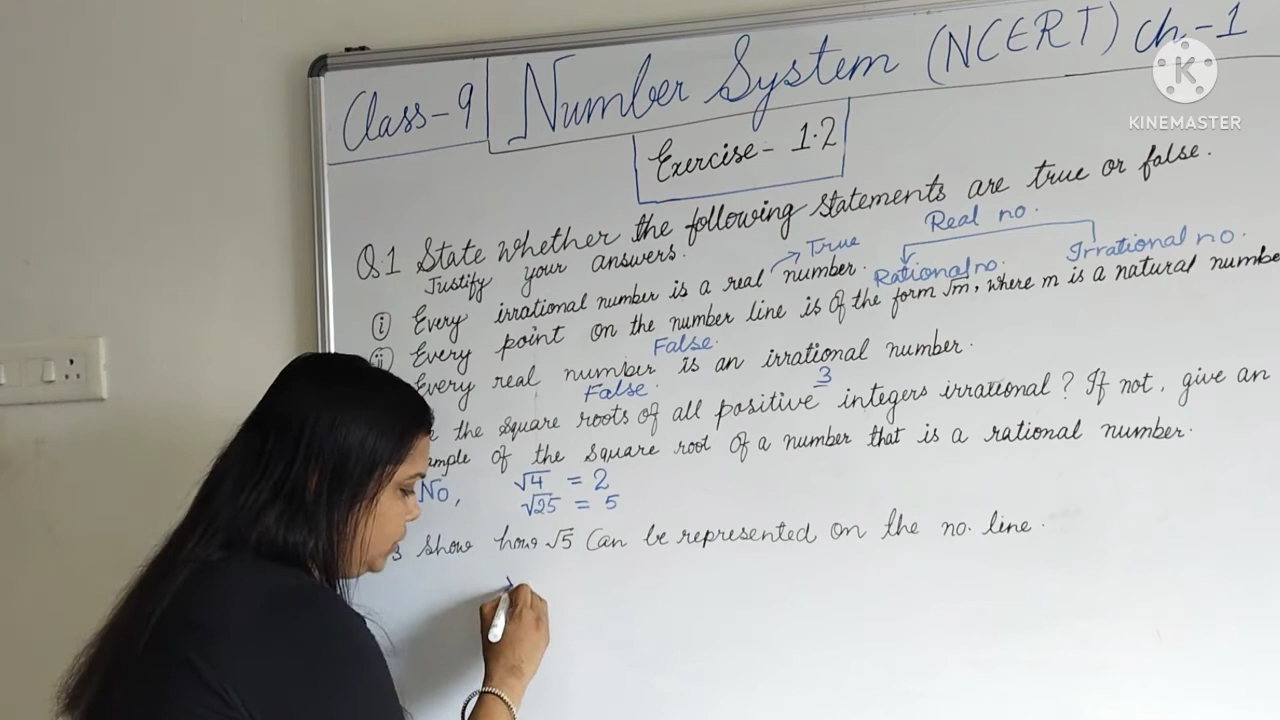 Class-9 Number System (NCERT) Ch-1
KINEMASTER
Exercise - 1.2
Q.1 State whether the following statements are true or false.
Justify your answers.
Real no.
True
Rational no. Irrational no.
(i) Every irrational number is a real number.
(ii) Every point on the number line is of the form √m, where m is a natural numbe
False.
Every real number is an irrational number.
False. 3
the square roots of all positive integers irrational? If not, give an
ample of the square root of a number that is a rational number.
No, √4 = 2
√25 = 5
3 Show how √5 can be represented on the no. line.